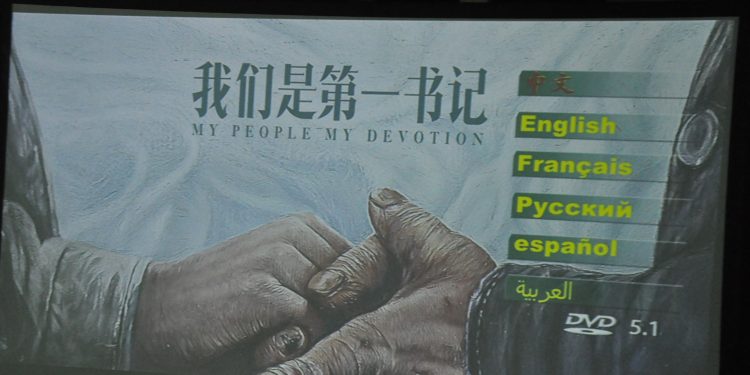 我们是第一书记
MY PEOPLE MY DEVOTION
中文
English
Français
Русский
español
العربية
DVD 5.1